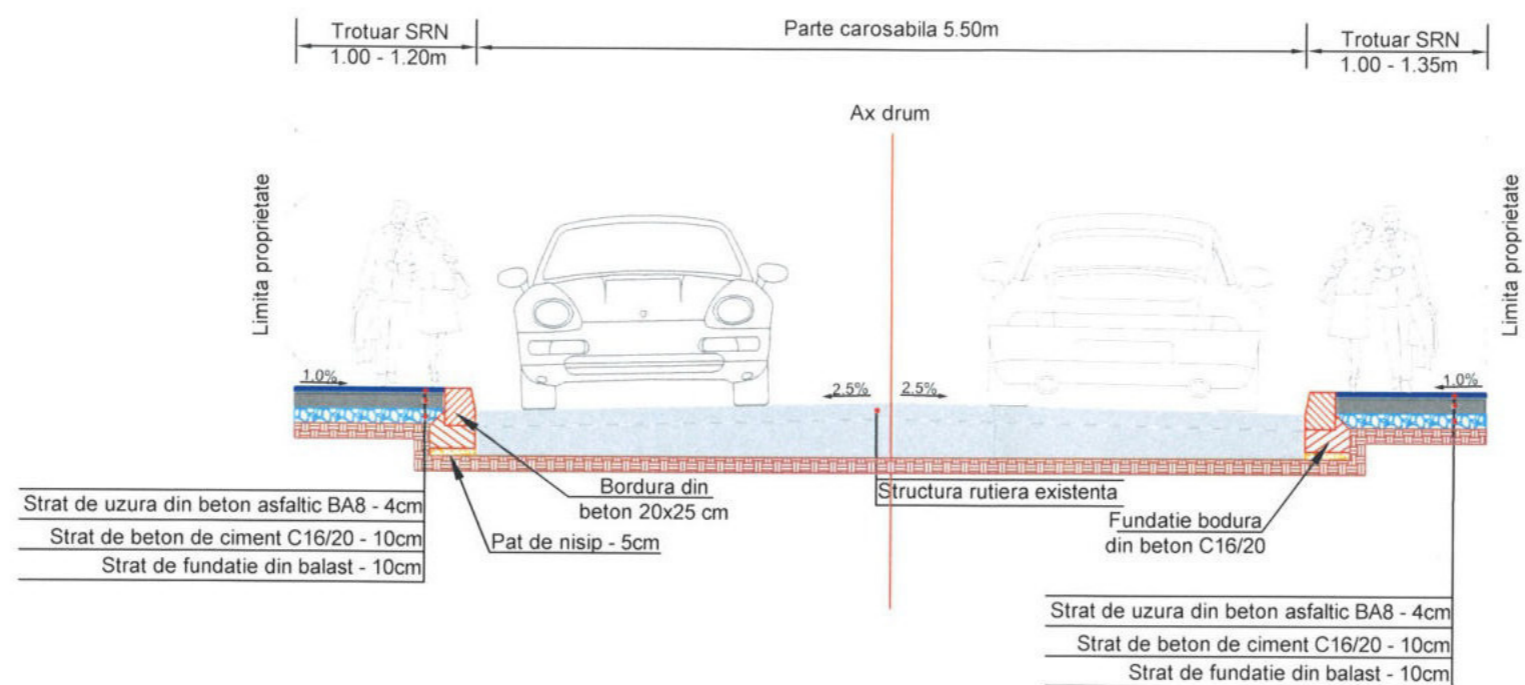 Trotuar SRN
1.00 - 1.20m
Parte carosabila 5.50m
Trotuar SRN
1.00 - 1.35m
Ax drum
Limita proprietate
Limita proprietate
1.0%
2.5%
2.5%
1.0%
Strat de uzura din beton asfaltic BA8 - 4cm
Strat de beton de ciment C16/20 - 10cm
Strat de fundatie din balast - 10cm
Bordura din
beton 20x25 cm
Pat de nisip - 5cm
Structura rutiera existenta
Fundatie bodura
din beton C16/20
Strat de uzura din beton asfaltic BA8 - 4cm
Strat de beton de ciment C16/20 - 10cm
Strat de fundatie din balast - 10cm